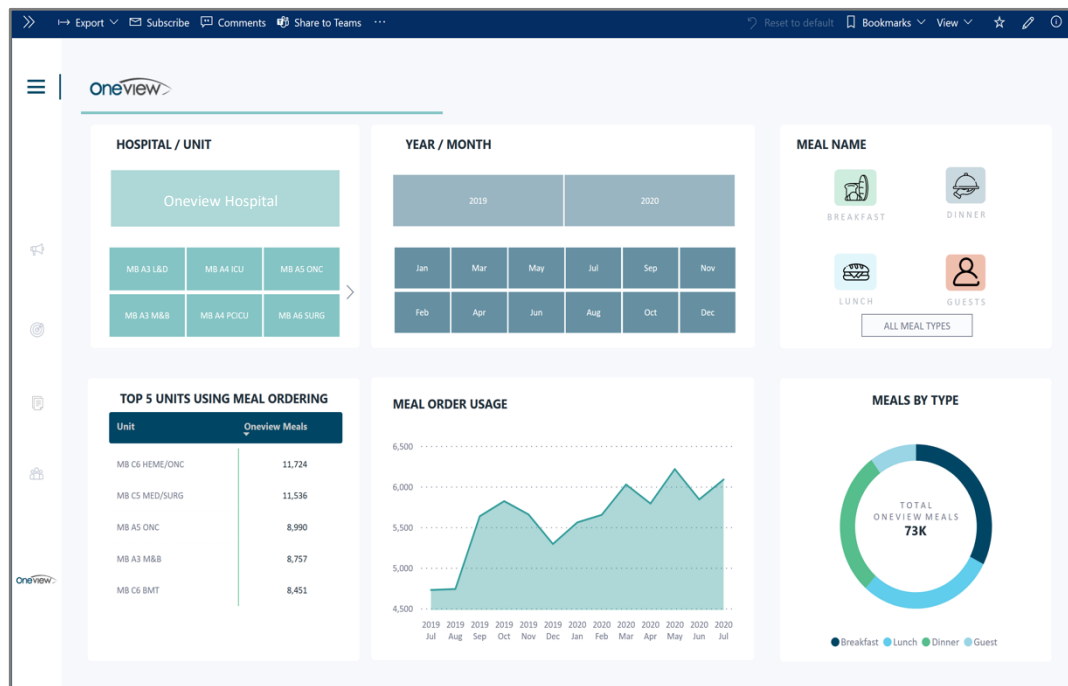 Export Subscribe Comments Share to Teams ··· Reset to default Bookmarks View
Oneview
HOSPITAL / UNIT
Oneview Hospital
MB A3 L&D MB A4 ICU MB A5 ONC
MB A3 M&B MB A4 PCICU MB A6 SURG
YEAR / MONTH
2019 2020
Jan Mar May Jul Sep Nov
Feb Apr Jun Aug Oct Dec
MEAL NAME
BREAKFAST DINNER
LUNCH GUESTS
ALL MEAL TYPES
TOP 5 UNITS USING MEAL ORDERING
Unit Oneview Meals
MB C6 HEME/ONC 11,724
MB C5 MED/SURG 11,536
MB A5 ONC 8,990
MB A3 M&B 8,757
MB C6 BMT 8,451
MEAL ORDER USAGE
6,500
6,000
5,500
5,000
4,500
2019 2019 2019 2019 2019 2019 2020 2020 2020 2020 2020 2020 2020
Jul Aug Sep Oct Nov Dec Jan Feb Mar Apr May Jun Jul
MEALS BY TYPE
TOTAL
ONEVIEW MEALS
73K
Breakfast Lunch Dinner Guest
Oneview